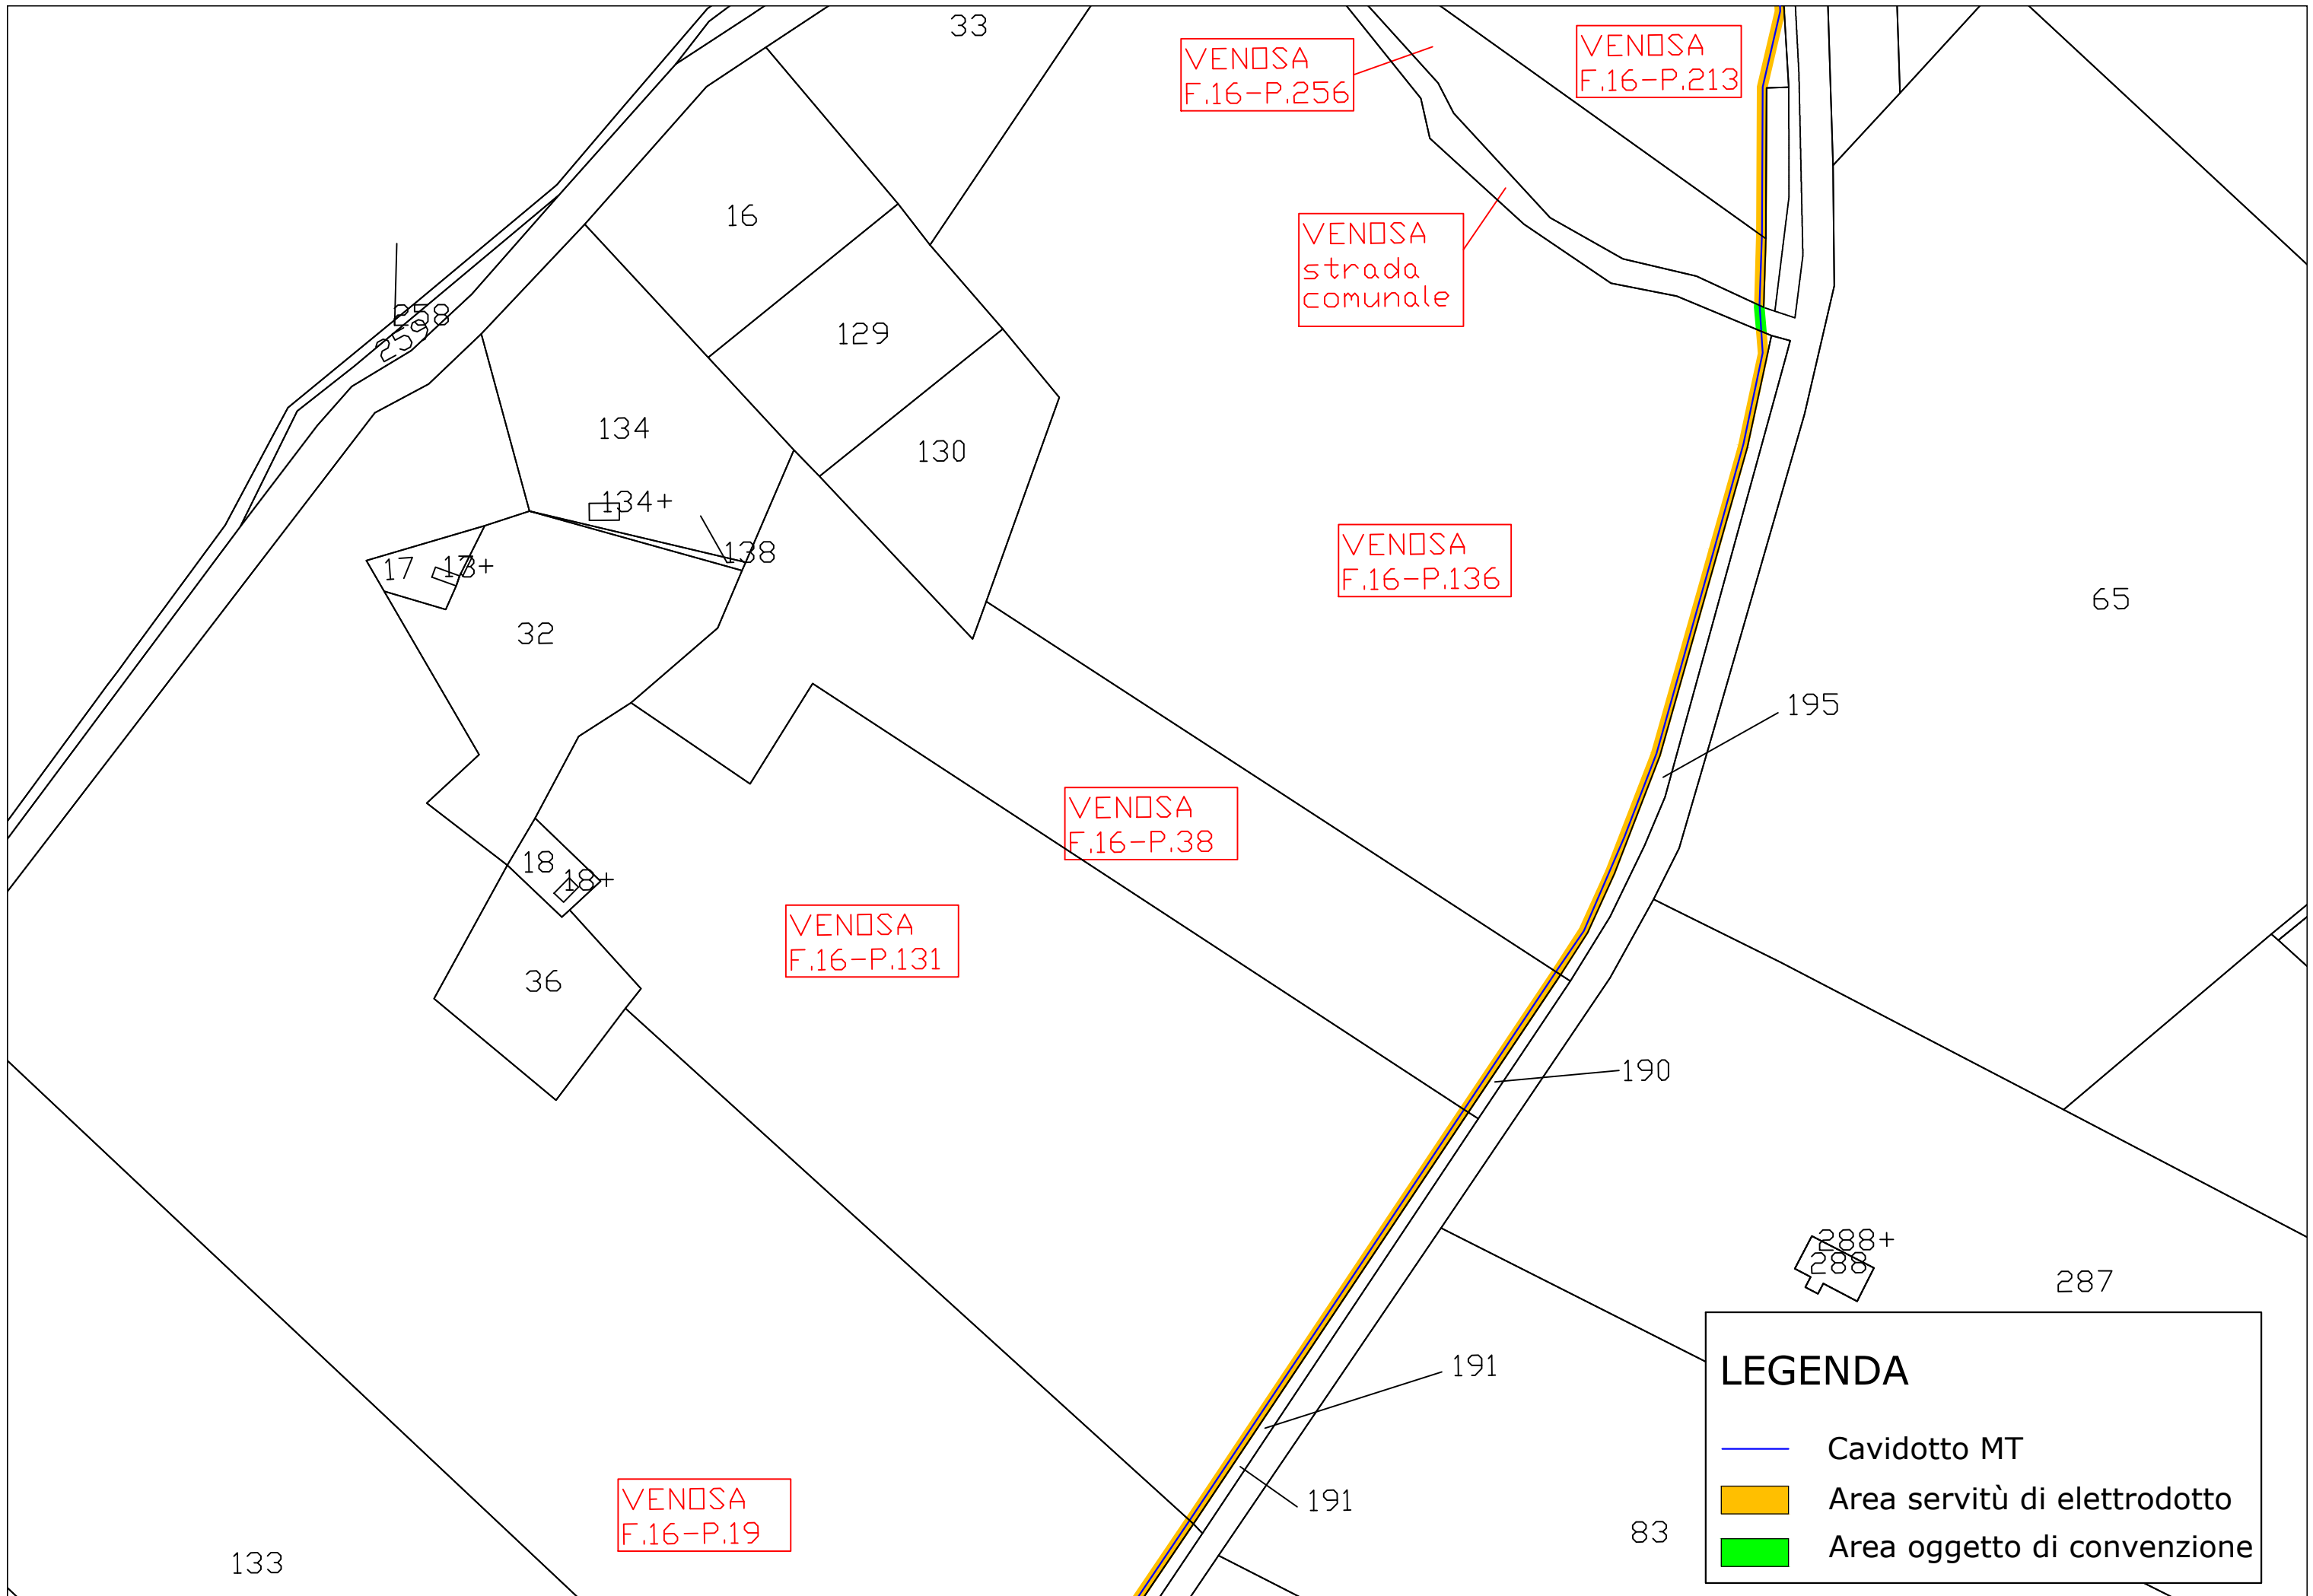 33
VENOSA
F.16-P.256
VENOSA
F.16-P.213
16
VENOSA
strada
comunale
258
259
129
134
130
134+
138
17
13+
VENOSA
F.16-P.136
65
32
195
VENOSA
F.16-P.38
18
18+
VENOSA
F.16-P.131
36
190
288+
288
287
191
191
VENOSA
F.16-P.19
83
133
LEGENDA
Cavidotto MT
Area servitù di elettrodotto
Area oggetto di convenzione